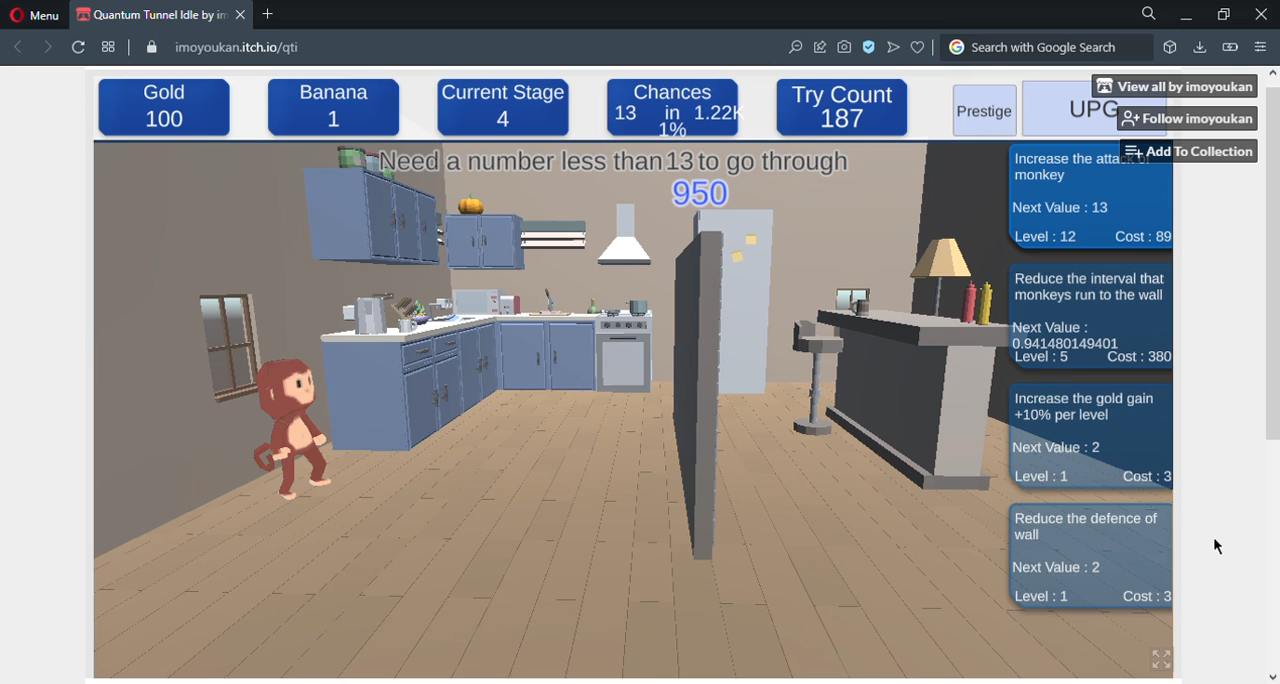 Menu
Quantum Tunnel Idle by im
imoyoukan.itch.io/qti
Search with Google Search
Gold
100
Banana
1
Current Stage
4
Chances
13 in 1.22K
1%
Try Count
187
Prestige
UPG
View all by imoyoukan
Follow imoyoukan
Add To Collection
Need a number less than 13 to go through
950
Increase the attack of
monkey
Next Value : 13
Level : 12 Cost : 89
Reduce the interval that
monkeys run to the wall
Next Value :
0.941480149401
Level : 5 Cost : 380
Increase the gold gain
+10% per level
Next Value : 2
Level : 1 Cost : 3
Reduce the defence of
wall
Next Value : 2
Level : 1 Cost : 3